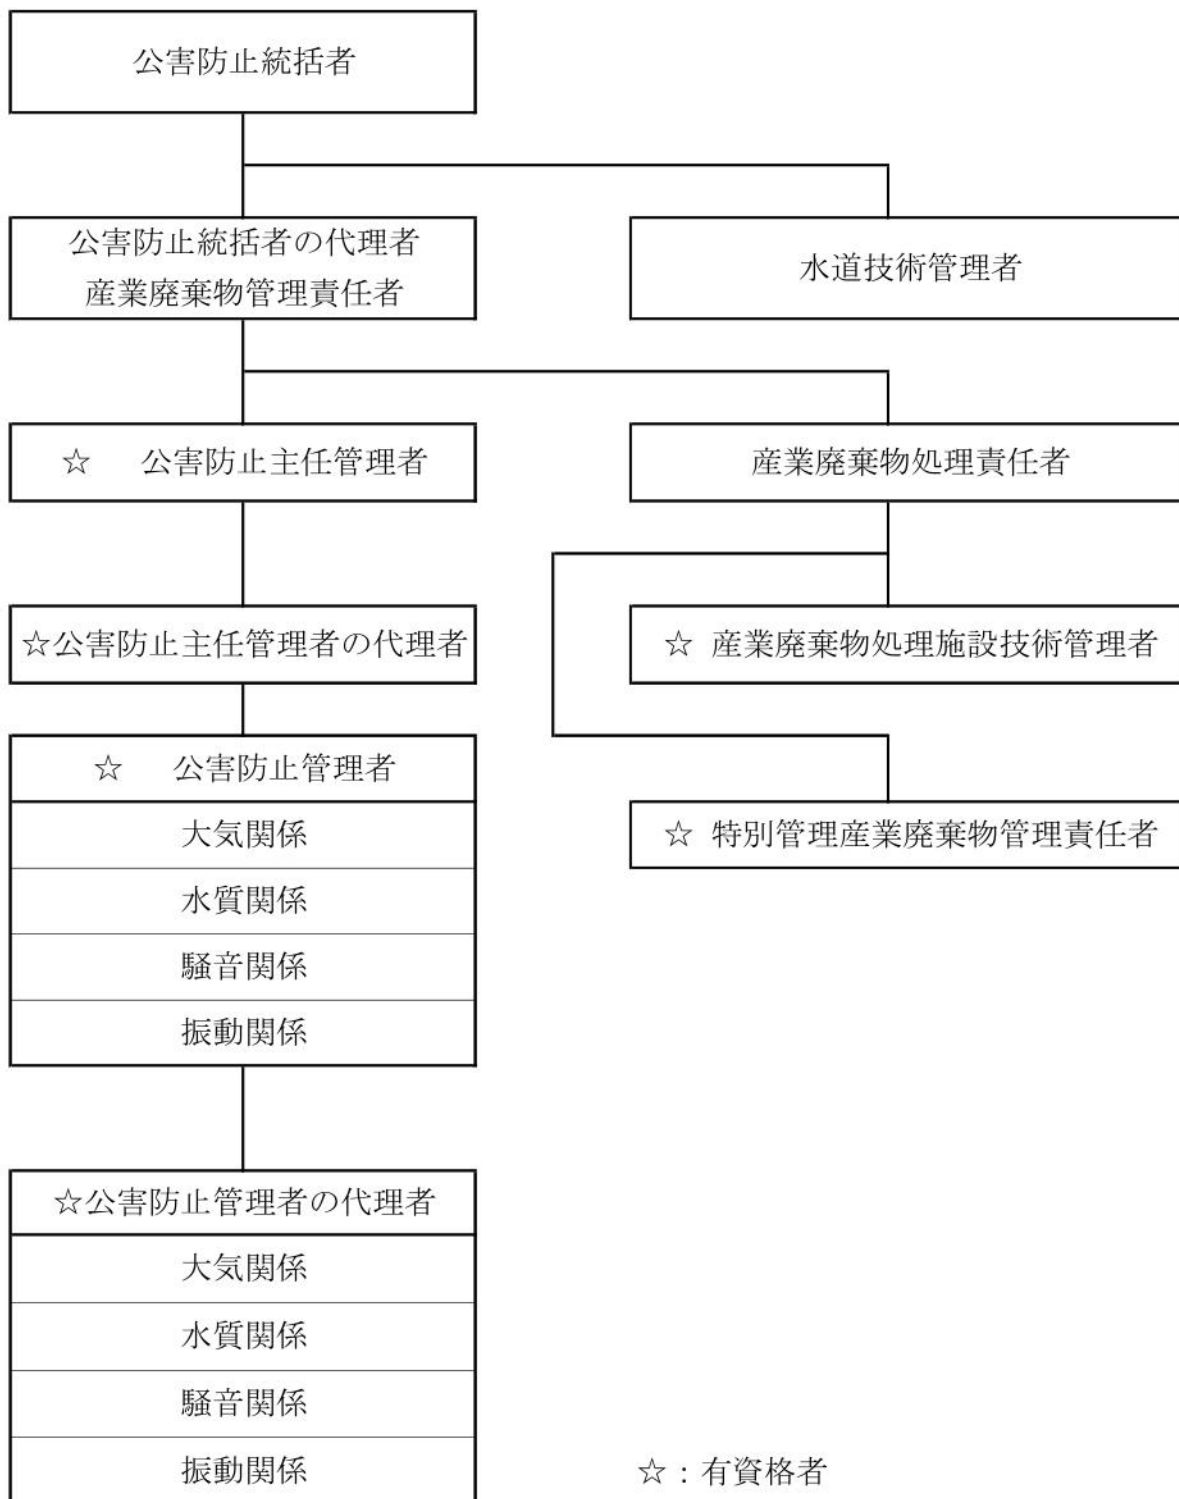 公害防止統括者
公害防止統括者の代理者
産業廃棄物管理責任者
水道技術管理者
☆ 公害防止主任管理者
産業廃棄物処理責任者
☆公害防止主任管理者の代理者
☆ 産業廃棄物処理施設技術管理者
☆ 公害防止管理者
大気関係
水質関係
騒音関係
振動関係
☆ 特別管理産業廃棄物管理責任者
☆公害防止管理者の代理者
大気関係
水質関係
騒音関係
振動関係
☆：有資格者